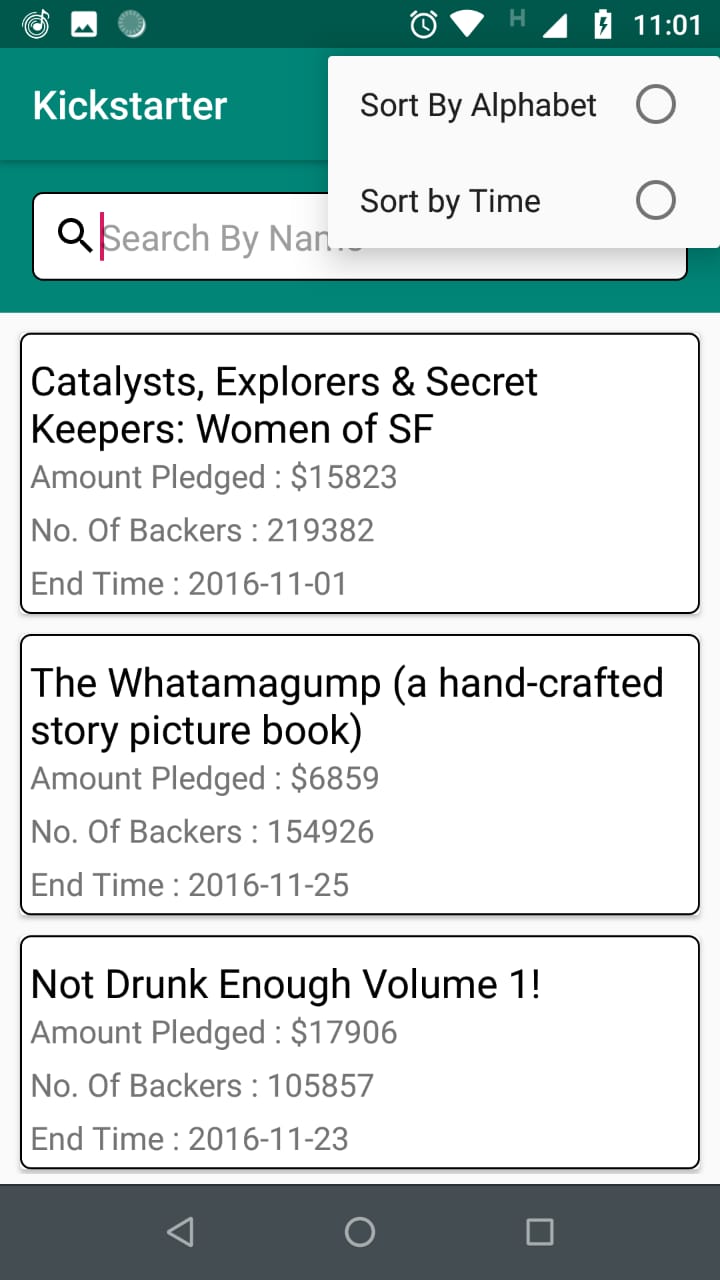 H 11:01
Kickstarter
Sort By Alphabet
Sort by Time
Search By Name
Catalysts, Explorers & Secret
Keepers: Women of SF
Amount Pledged : $15823
No. Of Backers : 219382
End Time : 2016-11-01
The Whatamagump (a hand-crafted
story picture book)
Amount Pledged : $6859
No. Of Backers : 154926
End Time : 2016-11-25
Not Drunk Enough Volume 1!
Amount Pledged : $17906
No. Of Backers : 105857
End Time : 2016-11-23